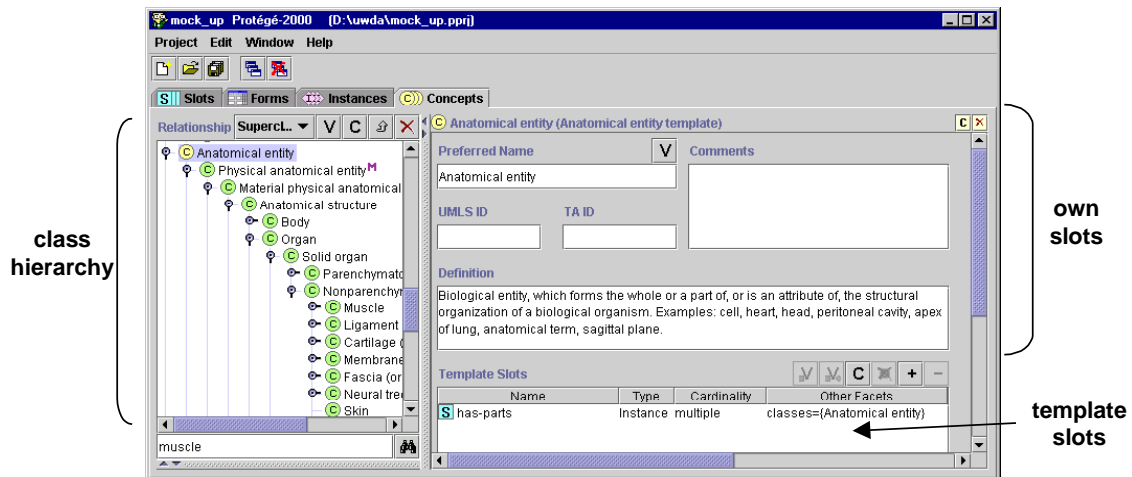 mock_up Protégé-2000 (D:\uwda\mock_up.pprj)
Project Edit Window Help
S Slots Forms I Instances C Concepts
Relationship Supercl... V C
C Anatomical entity
C Physical anatomical entity M
C Material physical anatomical
C Anatomical structure
C Body
C Organ
C Solid organ
C Parenchymato
C Nonparenchyr
C Muscle
C Ligament
C Cartilage (
C Membrane
C Fascia (or
C Neural tree
C Skin
muscle
C Anatomical entity (Anatomical entity template) C
Preferred Name V Comments
Anatomical entity
UMLS ID TA ID
Definition
Biological entity, which forms the whole or a part of, or is an attribute of, the structural
organization of a biological organism. Examples: cell, heart, head, peritoneal cavity, apex
of lung, anatomical term, sagittal plane.
Template Slots V V C + −
Name Type Cardinality Other Facets
S has-parts Instance multiple classes={Anatomical entity}
class
hierarchy
own
slots
template
slots